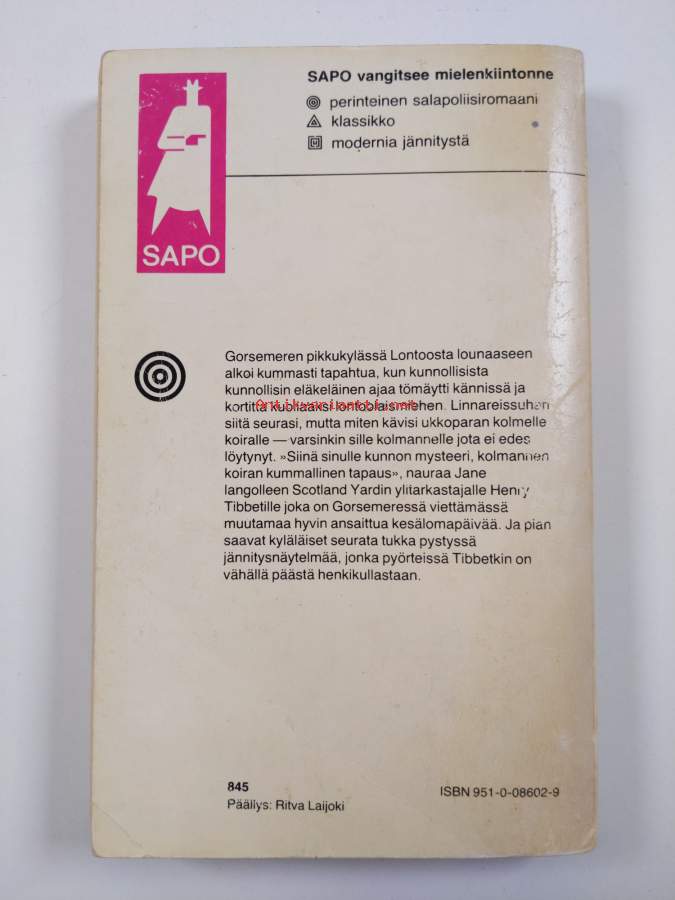 SAPO
SAPO vangitsee mielenkiintonne
perinteinen salapoliisiromaani
klassikko
modernia jännitystä
Gorsemeren pikkukylässä Lontoosta lounaaseen
alkoi kummasti tapahtua, kun kunnollisista
kunnollisin eläkeläinen ajaa tömäytti kännissä ja
kortitta kuoliaaksi lontoolaismiehen. Linnareissuhan
siitä seurasi, mutta miten kävisi ukkoparan kolmelle
koiralle — varsinkin sille kolmannelle jota ei edes
löytynyt. »Siinä sinulle kunnon mysteeri, kolmannen
koiran kummallinen tapaus», nauraa Jane
langolleen Scotland Yardin ylitarkastajalle Henry
Tibbetille joka on Gorsemeressä viettämässä
muutamaa hyvin ansaittua kesälomapäivää. Ja pian
saavat kyläläiset seurata tukka pystyssä
jännitysnäytelmää, jonka pyörteissä Tibbetkin on
vähällä päästä henkikullastaan.
845
Päällys: Ritva Laijoki
ISBN 951-0-08602-9